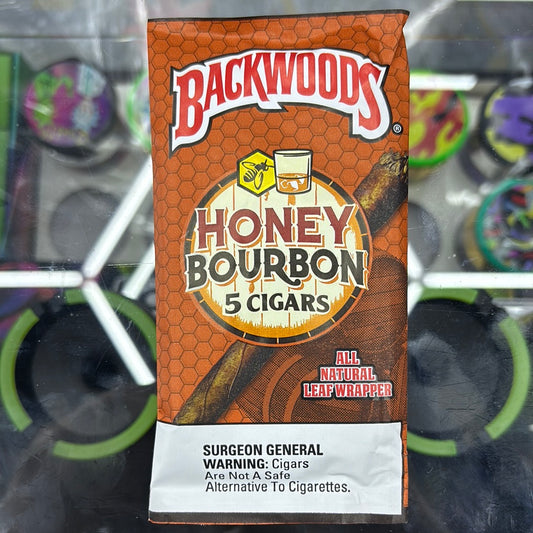 BACKWOODS®
HONEY
BOURBON
5 CIGARS
ALL
NATURAL
LEAF WRAPPER
SURGEON GENERAL
WARNING: Cigars
Are Not A Safe
Alternative To Cigarettes.